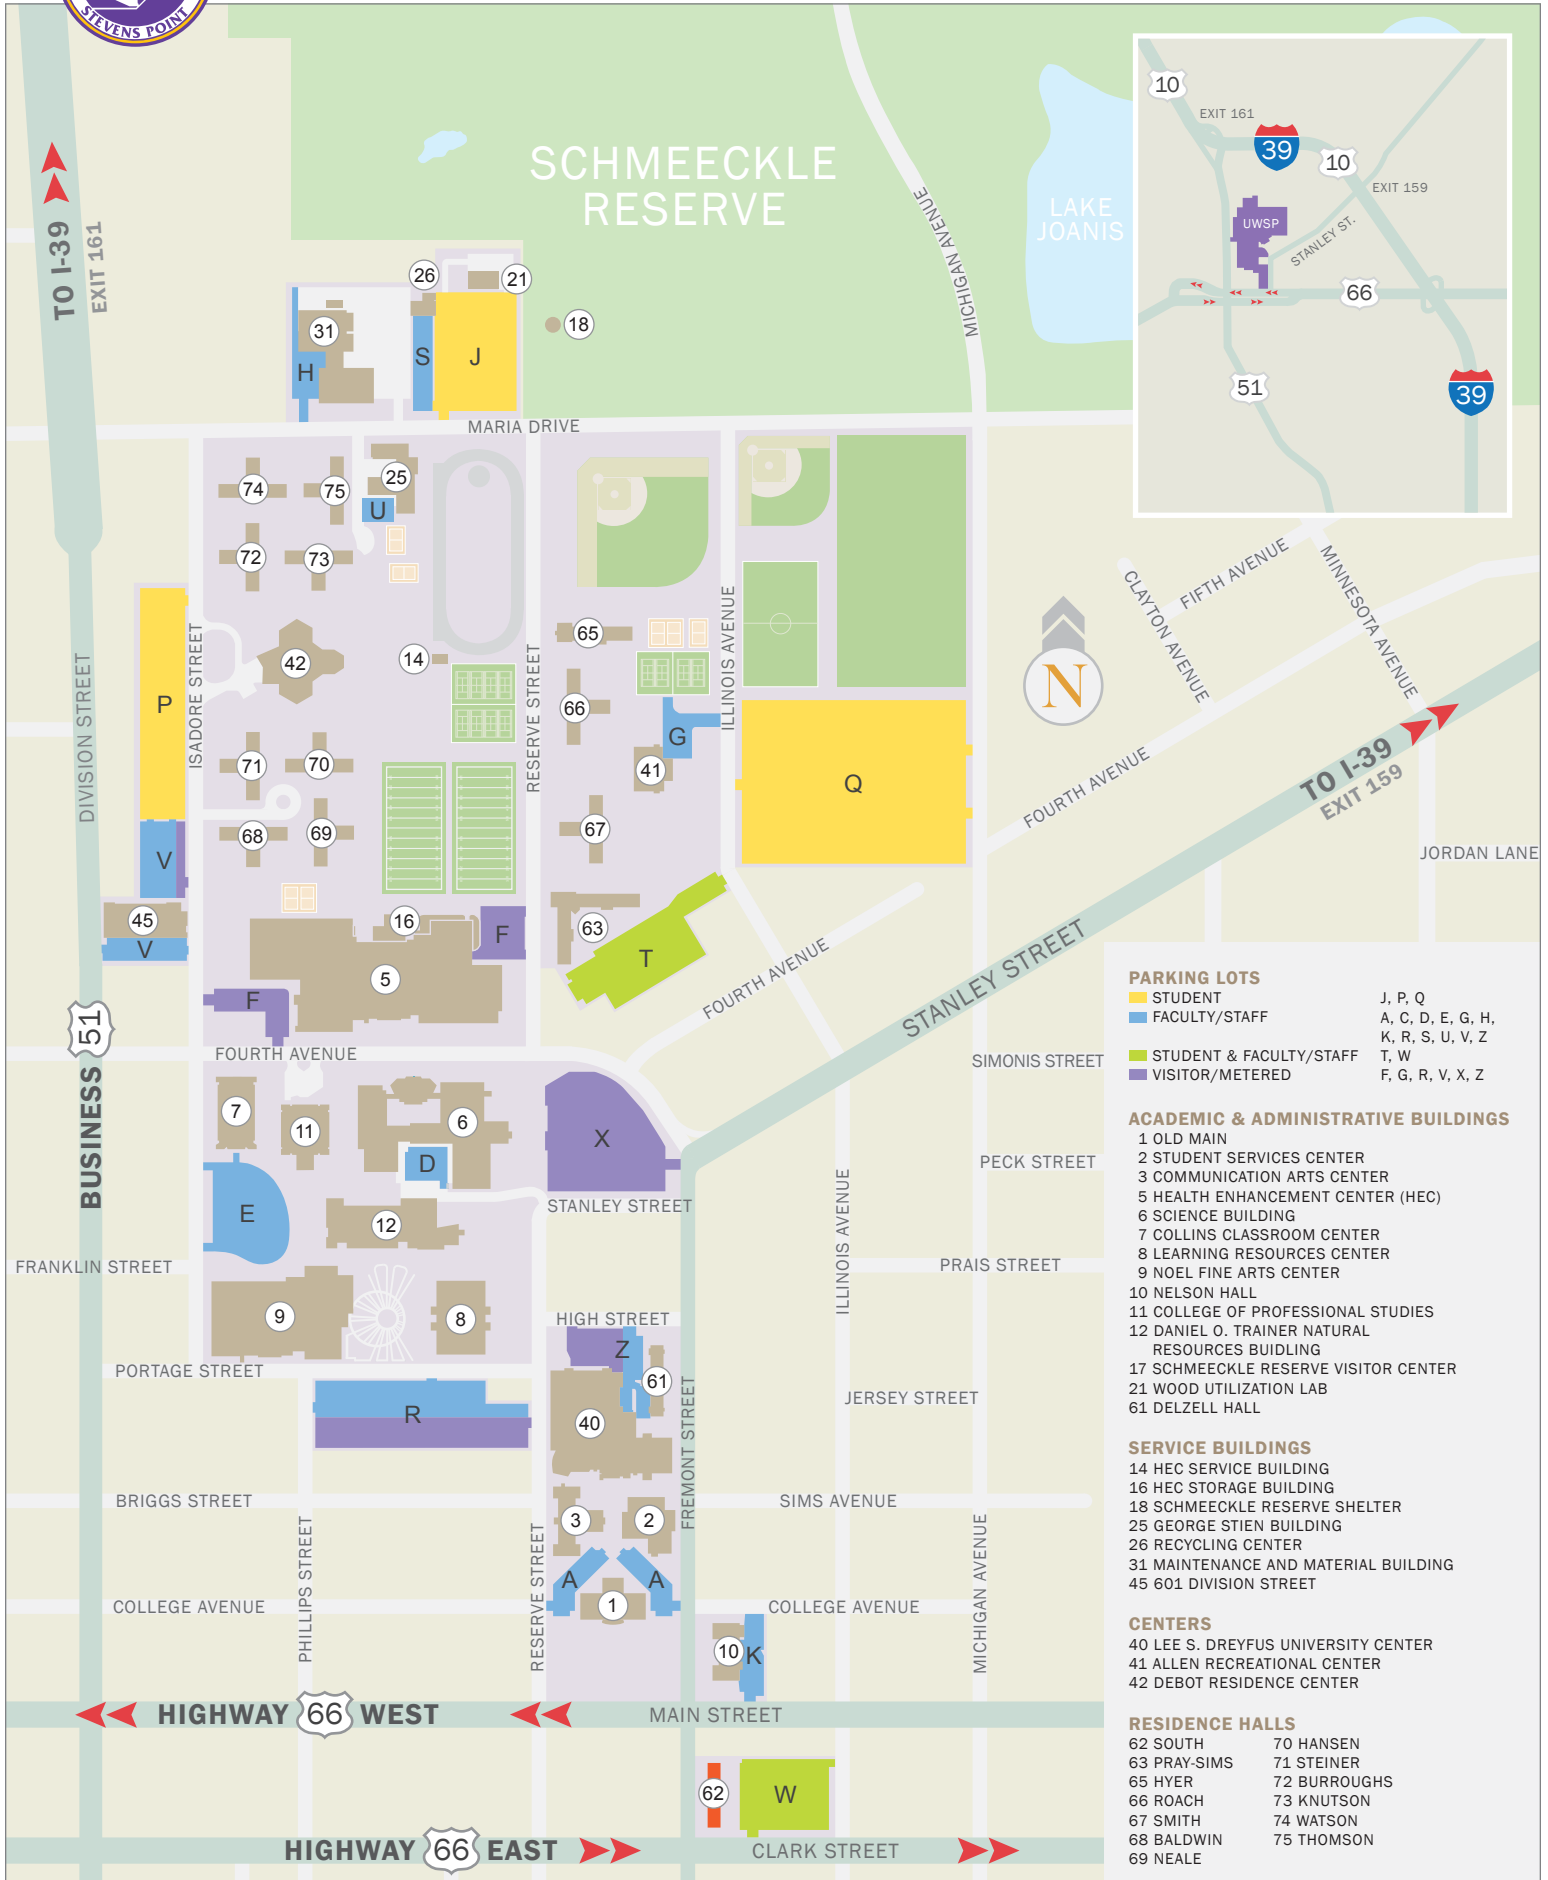 STEVENS POINT
SCHMEECKLE
RESERVE
LAKE
JOANIS
MICHIGAN AVENUE
10
EXIT 161
39
10
EXIT 159
UWSP
STANLEY ST.
66
51
39
TO I-39
EXIT 161
26
21
18
31
H
S
J
MARIA DRIVE
74
75
25
U
72
73
DIVISION STREET
ISADORE STREET
P
42
14
RESERVE STREET
65
66
ILLINOIS AVENUE
G
41
Q
71
70
68
69
67
V
45
V
16
F
63
T
5
F
N
CLAYTON AVENUE
FIFTH AVENUE
MINNESOTA AVENUE
FOURTH AVENUE
TO I-39
EXIT 159
JORDAN LANE
FOURTH AVENUE
STANLEY STREET
51
BUSINESS
FOURTH AVENUE
SIMONIS STREET
7
11
6
X
D
PECK STREET
E
12
STANLEY STREET
ILLINOIS AVENUE
FRANKLIN STREET
PRAIS STREET
9
8
HIGH STREET
Z
61
PORTAGE STREET
JERSEY STREET
R
40
FREMONT STREET
BRIGGS STREET
SIMS AVENUE
3
2
PHILLIPS STREET
RESERVE STREET
MICHIGAN AVENUE
A
A
1
COLLEGE AVENUE
COLLEGE AVENUE
10
K
HIGHWAY 66 WEST
MAIN STREET
62
W
HIGHWAY 66 EAST
CLARK STREET
PARKING LOTS
STUDENT J, P, Q
FACULTY/STAFF A, C, D, E, G, H,
K, R, S, U, V, Z
STUDENT & FACULTY/STAFF T, W
VISITOR/METERED F, G, R, V, X, Z
ACADEMIC & ADMINISTRATIVE BUILDINGS
1 OLD MAIN
2 STUDENT SERVICES CENTER
3 COMMUNICATION ARTS CENTER
5 HEALTH ENHANCEMENT CENTER (HEC)
6 SCIENCE BUILDING
7 COLLINS CLASSROOM CENTER
8 LEARNING RESOURCES CENTER
9 NOEL FINE ARTS CENTER
10 NELSON HALL
11 COLLEGE OF PROFESSIONAL STUDIES
12 DANIEL O. TRAINER NATURAL
RESOURCES BUIDLING
17 SCHMEECKLE RESERVE VISITOR CENTER
21 WOOD UTILIZATION LAB
61 DELZELL HALL
SERVICE BUILDINGS
14 HEC SERVICE BUILDING
16 HEC STORAGE BUILDING
18 SCHMEECKLE RESERVE SHELTER
25 GEORGE STIEN BUILDING
26 RECYCLING CENTER
31 MAINTENANCE AND MATERIAL BUILDING
45 601 DIVISION STREET
CENTERS
40 LEE S. DREYFUS UNIVERSITY CENTER
41 ALLEN RECREATIONAL CENTER
42 DEBOT RESIDENCE CENTER
RESIDENCE HALLS
62 SOUTH 70 HANSEN
63 PRAY-SIMS 71 STEINER
65 HYER 72 BURROUGHS
66 ROACH 73 KNUTSON
67 SMITH 74 WATSON
68 BALDWIN 75 THOMSON
69 NEALE